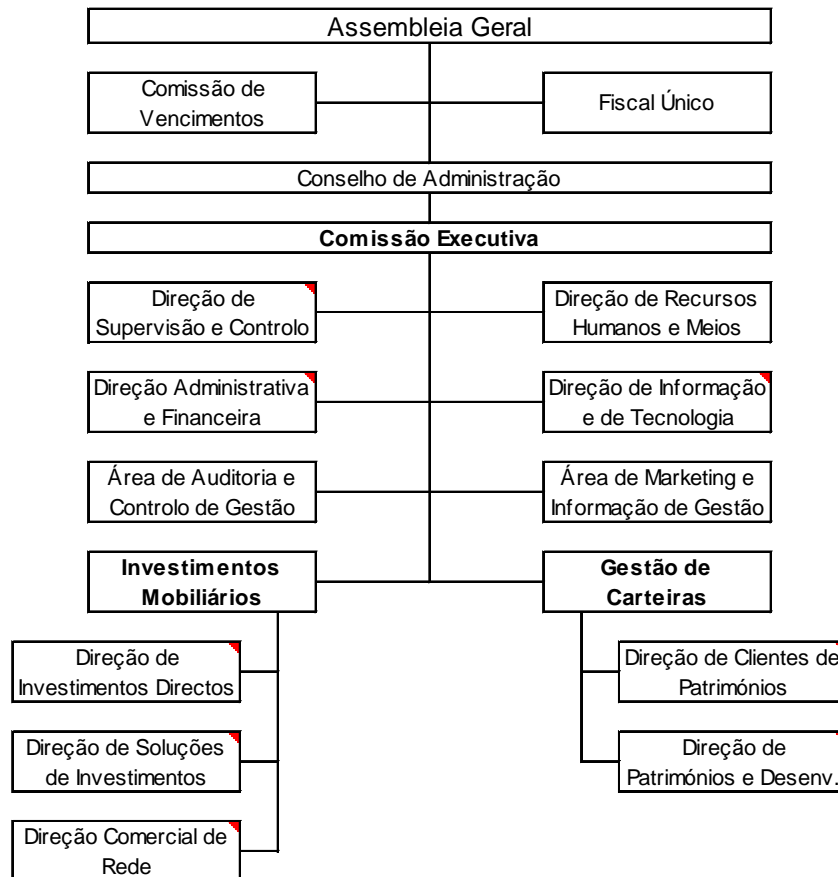 Assembleia Geral
Comissão de
Vencimentos
Fiscal Único
Conselho de Administração
Comissão Executiva
Direção de
Supervisão e Controlo
Direção de Recursos
Humanos e Meios
Direção Administrativa
e Financeira
Direção de Informação
e de Tecnologia
Área de Auditoria e
Controlo de Gestão
Área de Marketing e
Informação de Gestão
Investimentos
Mobiliários
Gestão de
Carteiras
Direção de
Investimentos Directos
Direção de Clientes de
Patrimónios
Direção de Soluções
de Investimentos
Direção de
Patrimónios e Desenv.
Direção Comercial de
Rede